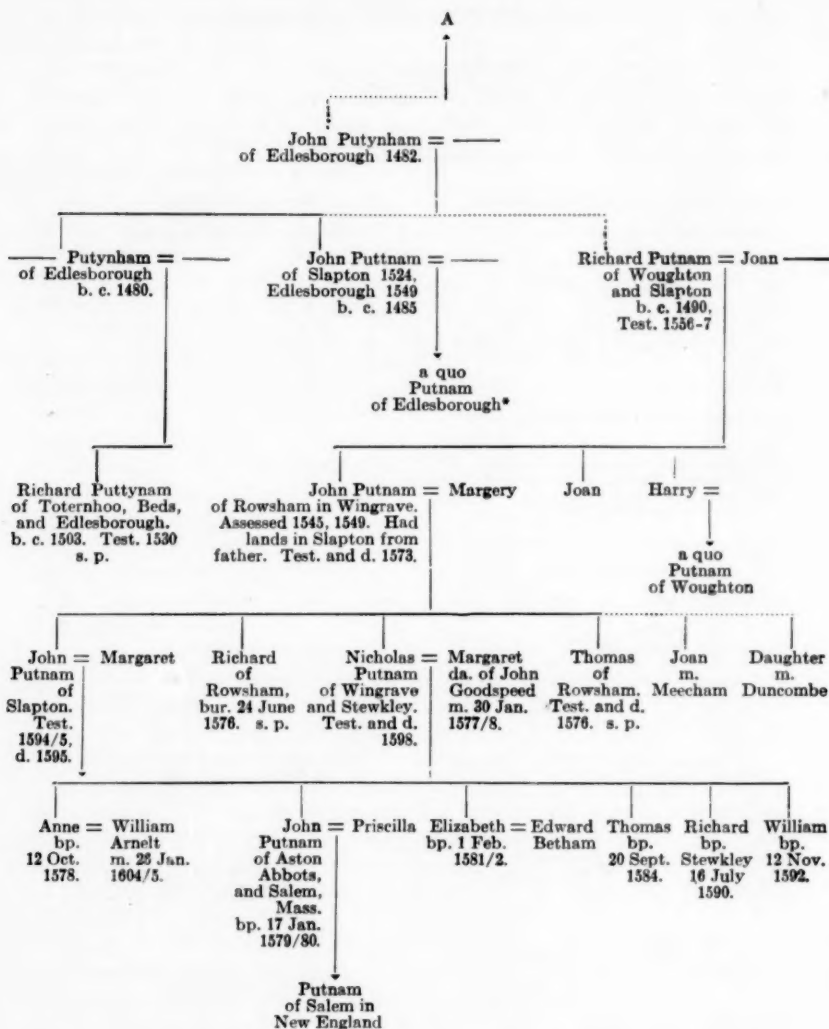 A
John Putynham =
of Edlesborough 1482.
Putynham =
of Edlesborough
b. c. 1480.
John Puttnam =
of Slapton 1524,
Edlesborough 1549
b. c. 1485
Richard Putnam = Joan
of Woughton
and Slapton
b. c. 1490,
Test. 1556-7
a quo
Putnam
of Edlesborough*
Richard Puttynam
of Toternhoo, Beds,
and Edlesborough.
b. c. 1503. Test. 1530
s. p.
John Putnam = Margery
of Rowsham in Wingrave.
Assessed 1545, 1549. Had
lands in Slapton from
father. Test. and d. 1573.
Joan
Harry =
a quo
Putnam
of Woughton
John = Margaret
Putnam
of
Slapton.
Test.
1594/5,
d. 1595.
Richard
of
Rowsham,
bur. 24 June
1576. s. p.
Nicholas =
Putnam
of Wingrave
and Stewkley.
Test. and d.
1598.
Margaret
da. of John
Goodspeed
m. 30 Jan.
1577/8.
Thomas
of
Rowsham.
Test. and d.
1576. s. p.
Joan
m.
Meecham
Daughter
m.
Duncombe
Anne =
bp.
12 Oct.
1578.
William
Arnelt
m. 28 Jan.
1604/5.
John = Priscilla
Putnam
of Aston
Abbots,
and Salem,
Mass.
bp. 17 Jan.
1579/80.
Elizabeth =
bp. 1 Feb.
1581/2.
Edward
Betham
Thomas
bp.
20 Sept.
1584.
Richard
bp.
Stewkley
16 July
1590.
William
bp.
12 Nov.
1592.
Putnam
of Salem in
New England